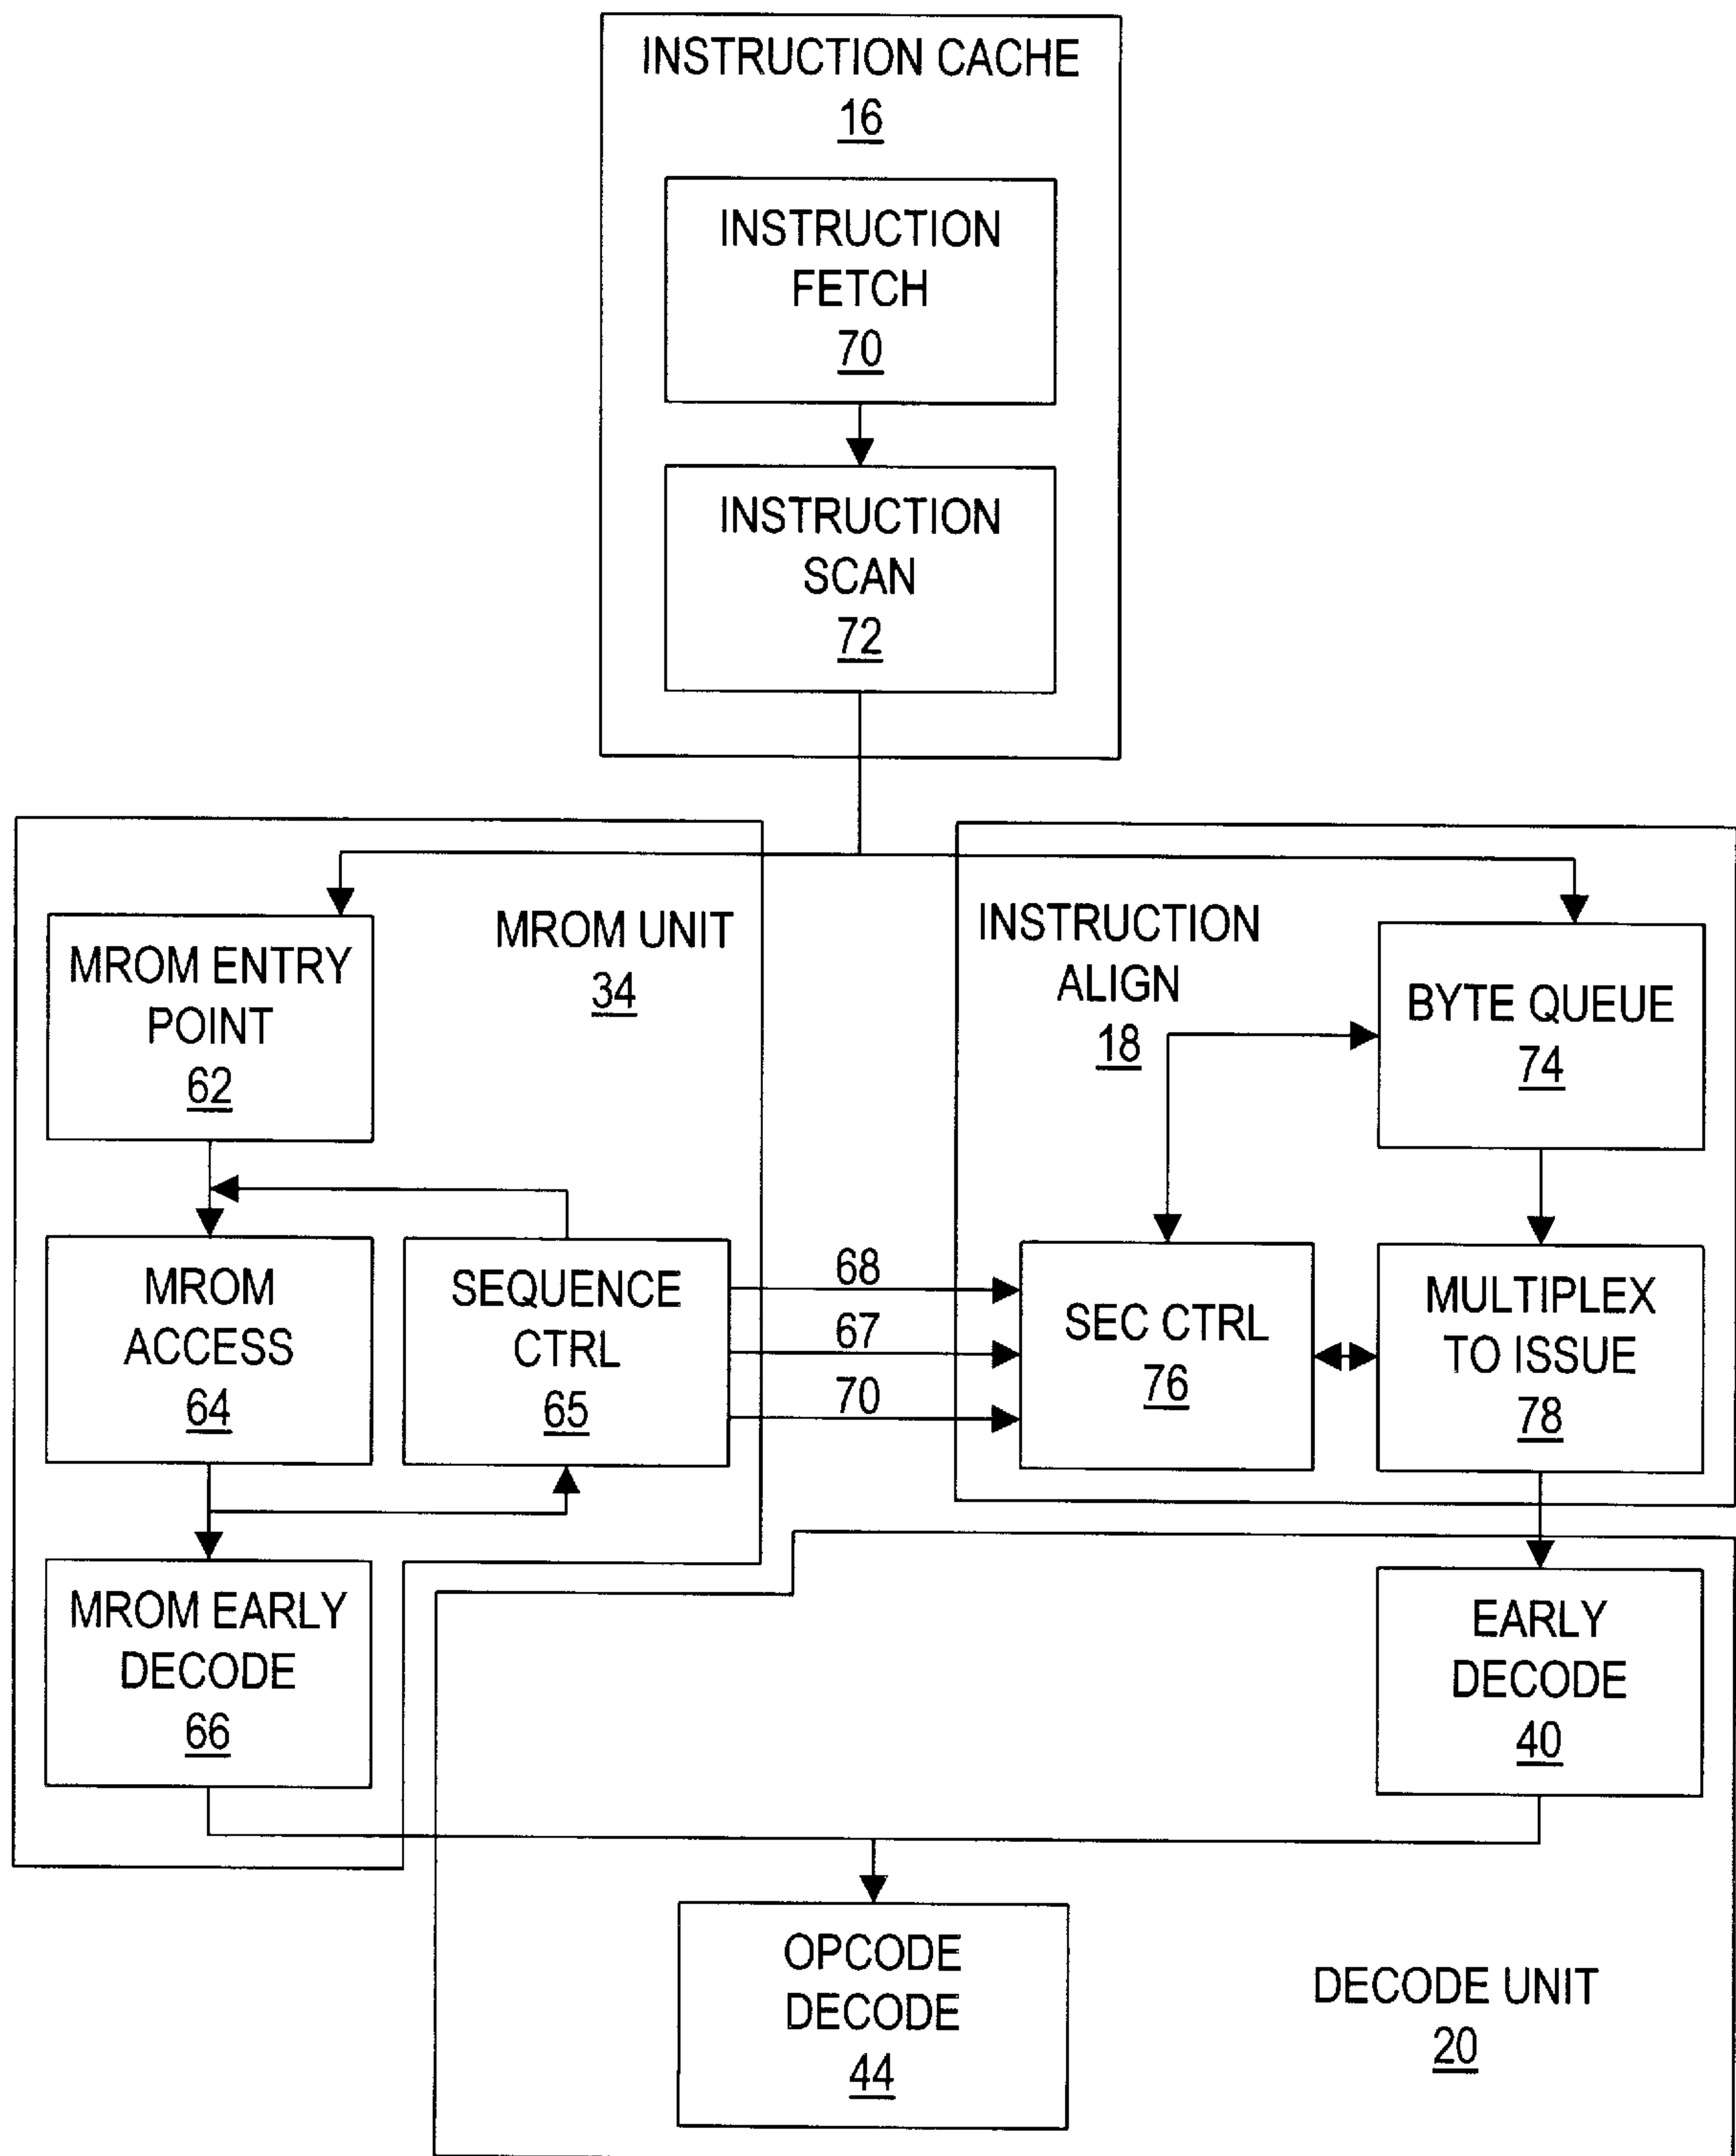 INSTRUCTION CACHE
16
INSTRUCTION
FETCH
70
INSTRUCTION
SCAN
72
MROM UNIT
34
MROM ENTRY
POINT
62
INSTRUCTION
ALIGN
18
BYTE QUEUE
74
MROM
ACCESS
64
SEQUENCE
CTRL
65
68
67
70
SEC CTRL
76
MULTIPLEX
TO ISSUE
78
MROM EARLY
DECODE
66
EARLY
DECODE
40
OPCODE
DECODE
44
DECODE UNIT
20